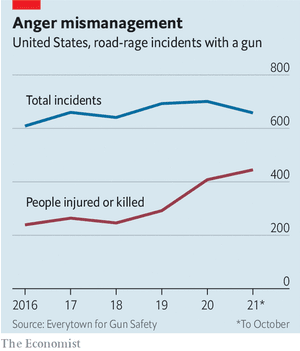 Anger mismanagement
United States, road-rage incidents with a gun
800
Total incidents
600
People injured or killed
400
200
0
2016 17 18 19 20 21*
Source: Everytown for Gun Safety *To October
The Economist